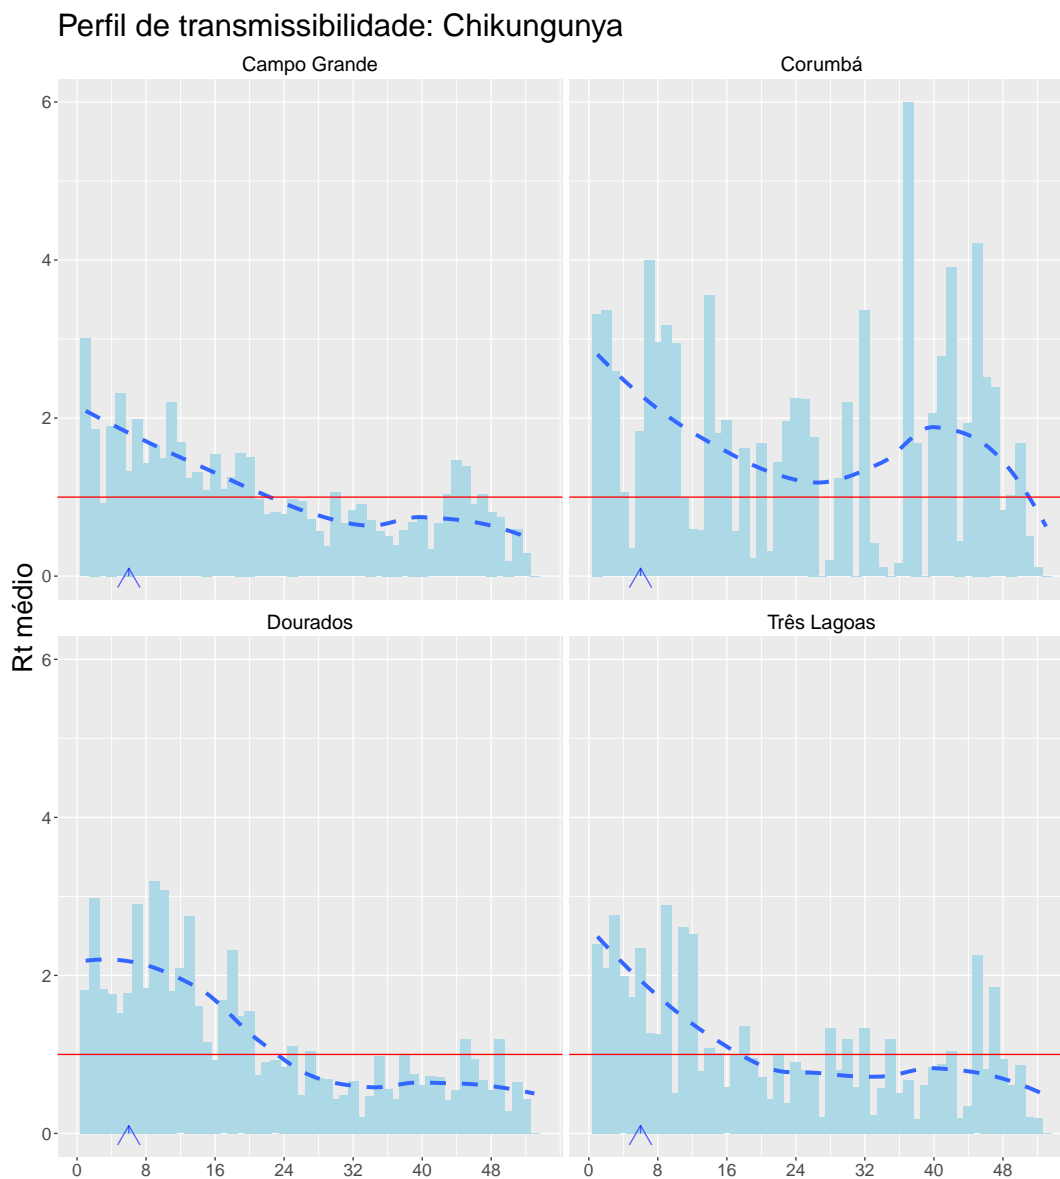 Perfil de transmissibilidade: Chikungunya
Campo Grande
Corumbá
6
4
2
0
Rt médio
Dourados
Três Lagoas
6
4
2
0
0 8 16 24 32 40 48
0 8 16 24 32 40 48